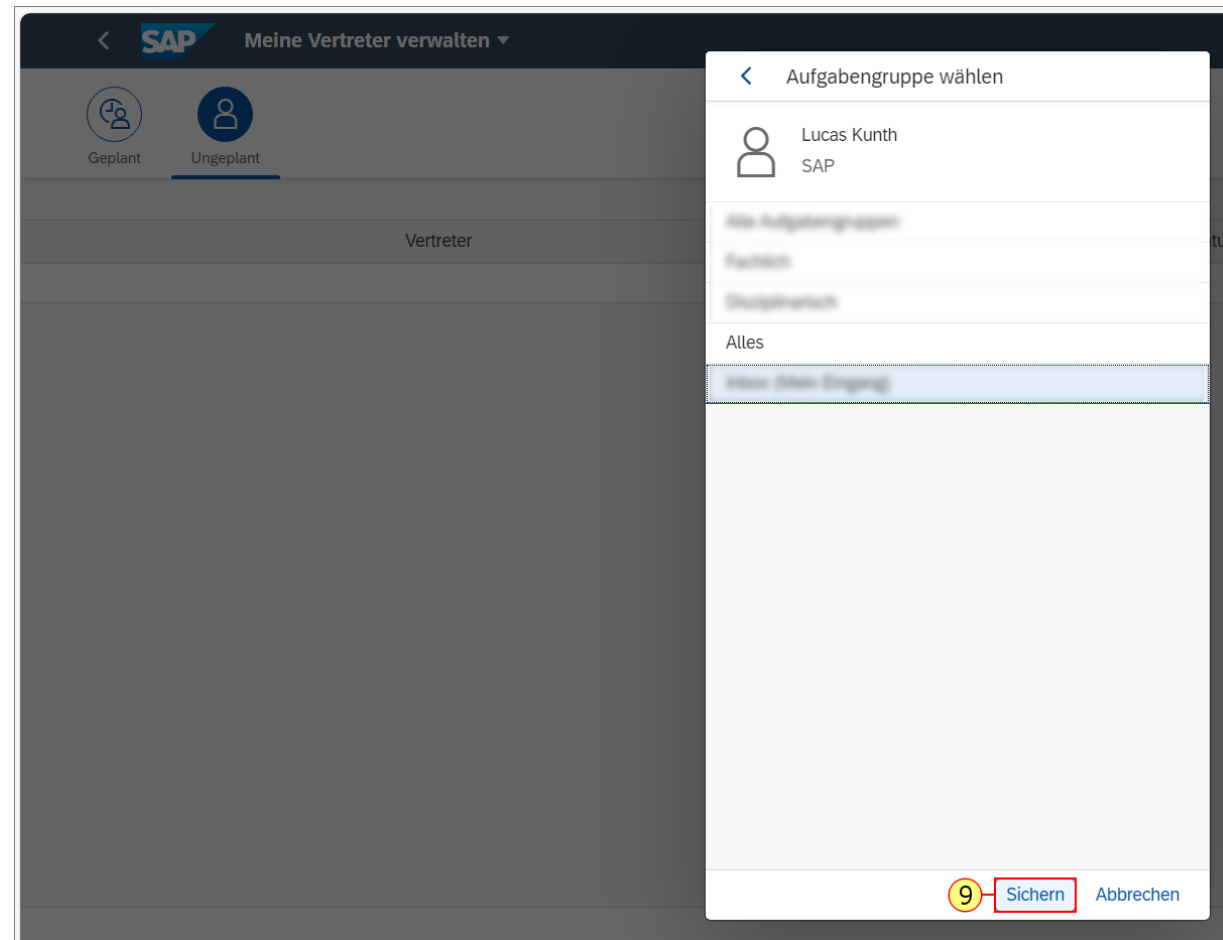 SAP Meine Vertreter verwalten
Geplant
Ungeplant
Vertreter
Aufgabengruppe wählen
Lucas Kunth
SAP
Alles
9 Sichern Abbrechen